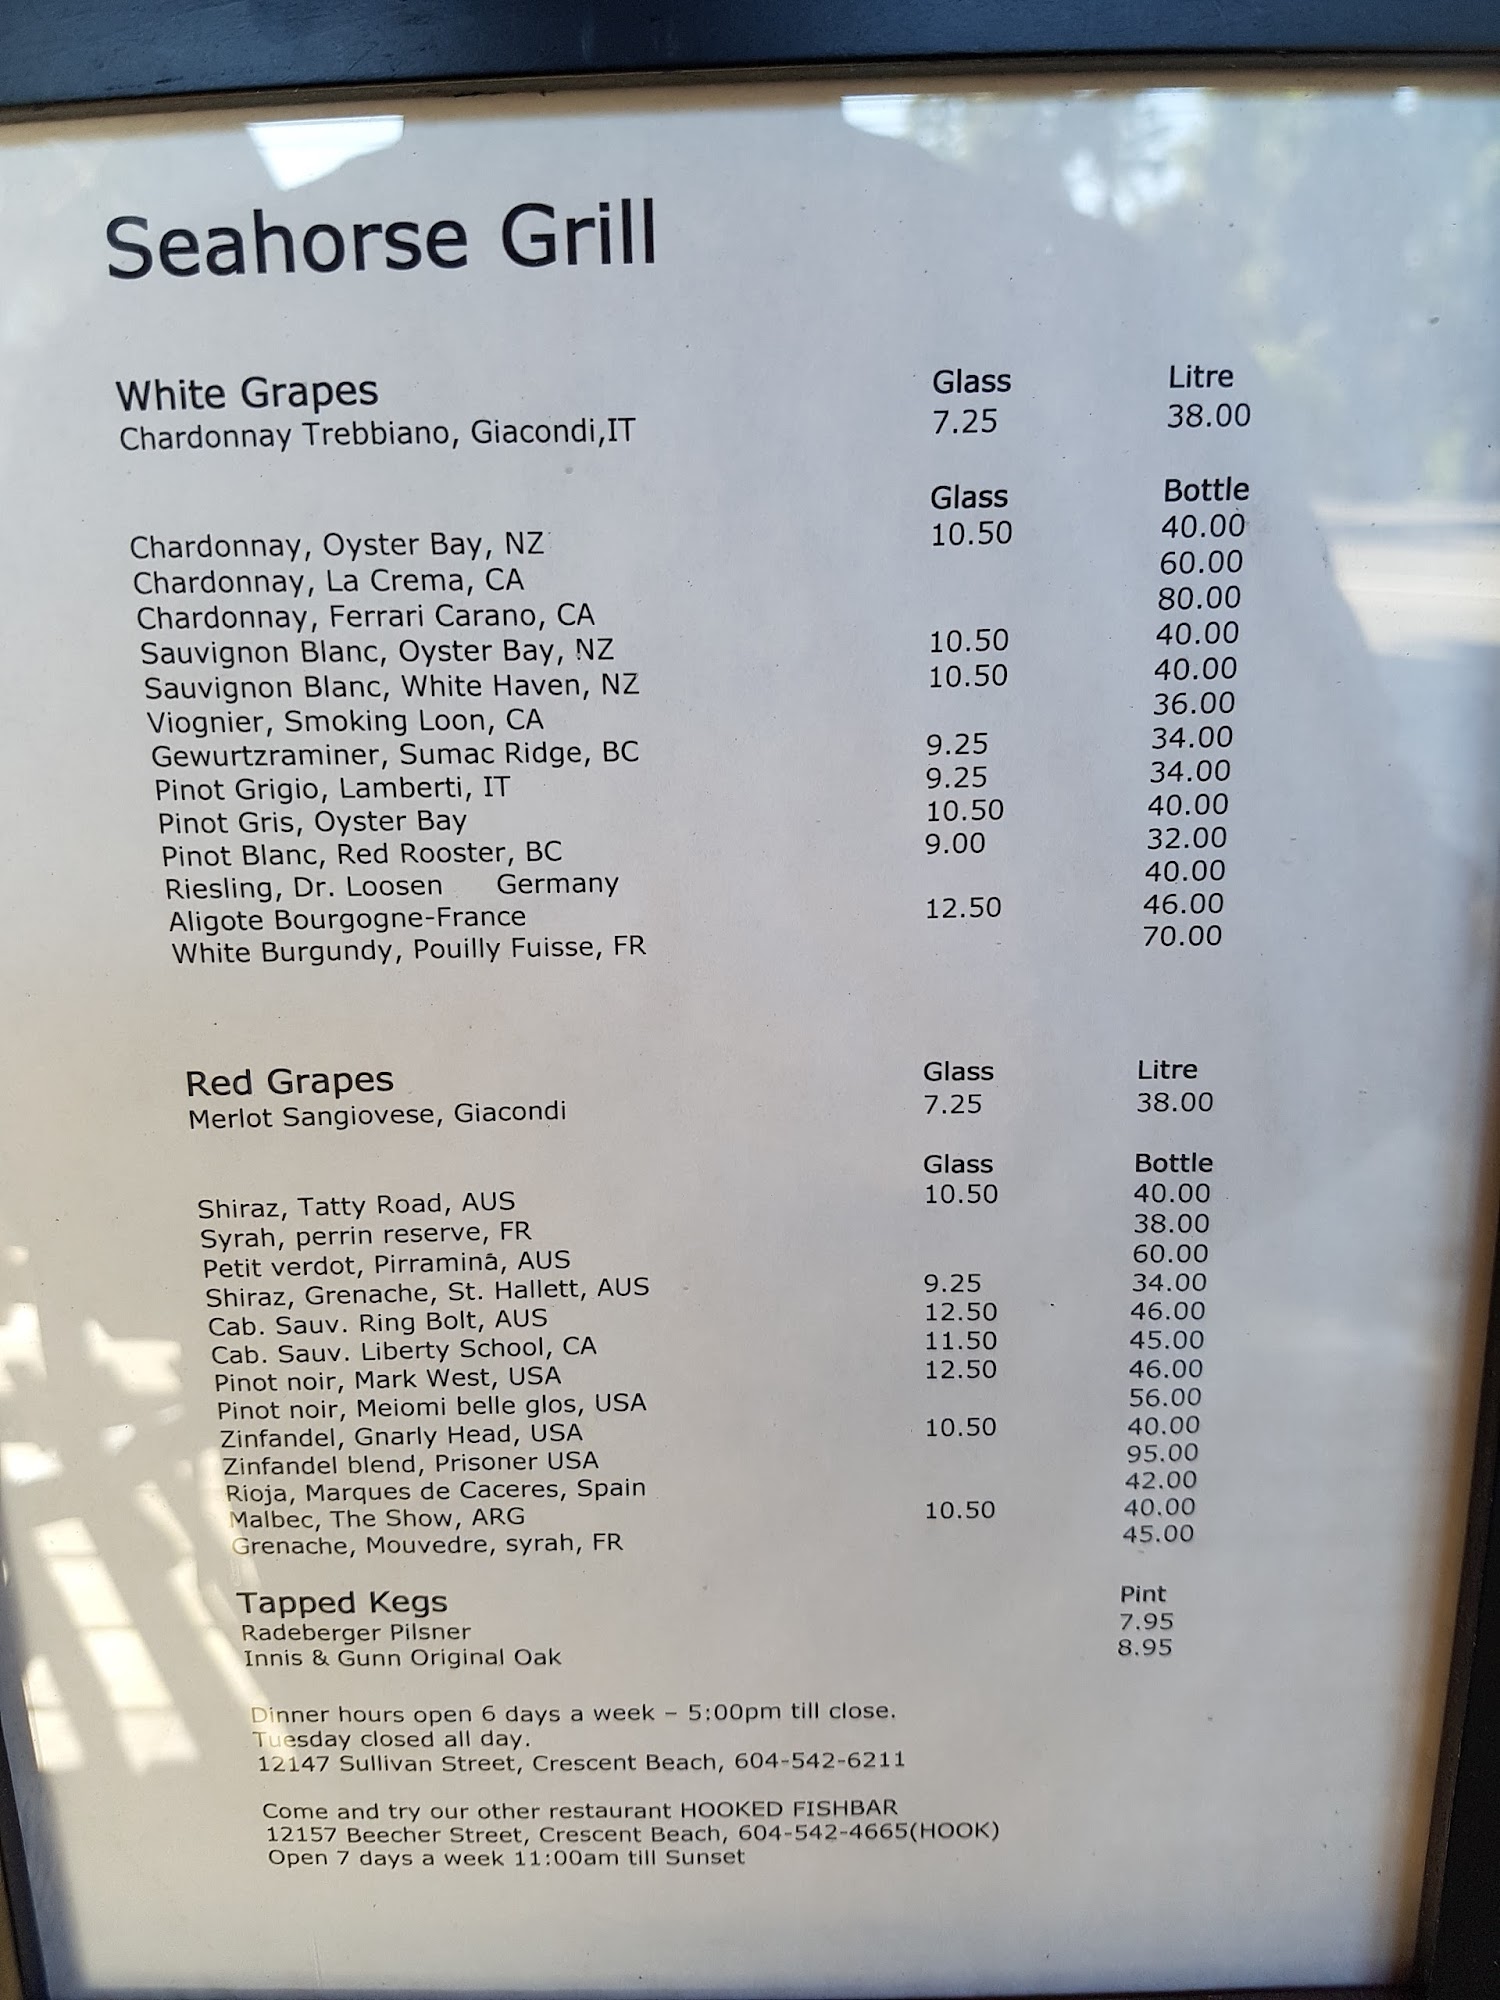 Seahorse Grill
White Grapes Glass Litre
Chardonnay Trebbiano, Giacondi,IT 7.25 38.00
Glass Bottle
Chardonnay, Oyster Bay, NZ 10.50 40.00
Chardonnay, La Crema, CA 60.00
Chardonnay, Ferrari Carano, CA 80.00
Sauvignon Blanc, Oyster Bay, NZ 10.50 40.00
Sauvignon Blanc, White Haven, NZ 10.50 40.00
Viognier, Smoking Loon, CA 36.00
Gewurtzraminer, Sumac Ridge, BC 9.25 34.00
Pinot Grigio, Lamberti, IT 9.25 34.00
Pinot Gris, Oyster Bay 10.50 40.00
Pinot Blanc, Red Rooster, BC 9.00 32.00
Riesling, Dr. Loosen Germany 40.00
Aligote Bourgogne-France 12.50 46.00
White Burgundy, Pouilly Fuisse, FR 70.00
Red Grapes Glass Litre
Merlot Sangiovese, Giacondi 7.25 38.00
Glass Bottle
Shiraz, Tatty Road, AUS 10.50 40.00
Syrah, perrin reserve, FR 38.00
Petit verdot, Pirraminā, AUS 60.00
Shiraz, Grenache, St. Hallett, AUS 9.25 34.00
Cab. Sauv. Ring Bolt, AUS 12.50 46.00
Cab. Sauv. Liberty School, CA 11.50 45.00
Pinot noir, Mark West, USA 12.50 46.00
Pinot noir, Meiomi belle glos, USA 56.00
Zinfandel, Gnarly Head, USA 10.50 40.00
Zinfandel blend, Prisoner USA 95.00
Rioja, Marques de Caceres, Spain 42.00
Malbec, The Show, ARG 10.50 40.00
Grenache, Mouvedre, syrah, FR 45.00
Tapped Kegs Pint
Radeberger Pilsner 7.95
Innis & Gunn Original Oak 8.95
Dinner hours open 6 days a week – 5:00pm till close.
Tuesday closed all day.
12147 Sullivan Street, Crescent Beach, 604-542-6211
Come and try our other restaurant HOOKED FISHBAR
12157 Beecher Street, Crescent Beach, 604-542-4665(HOOK)
Open 7 days a week 11:00am till Sunset